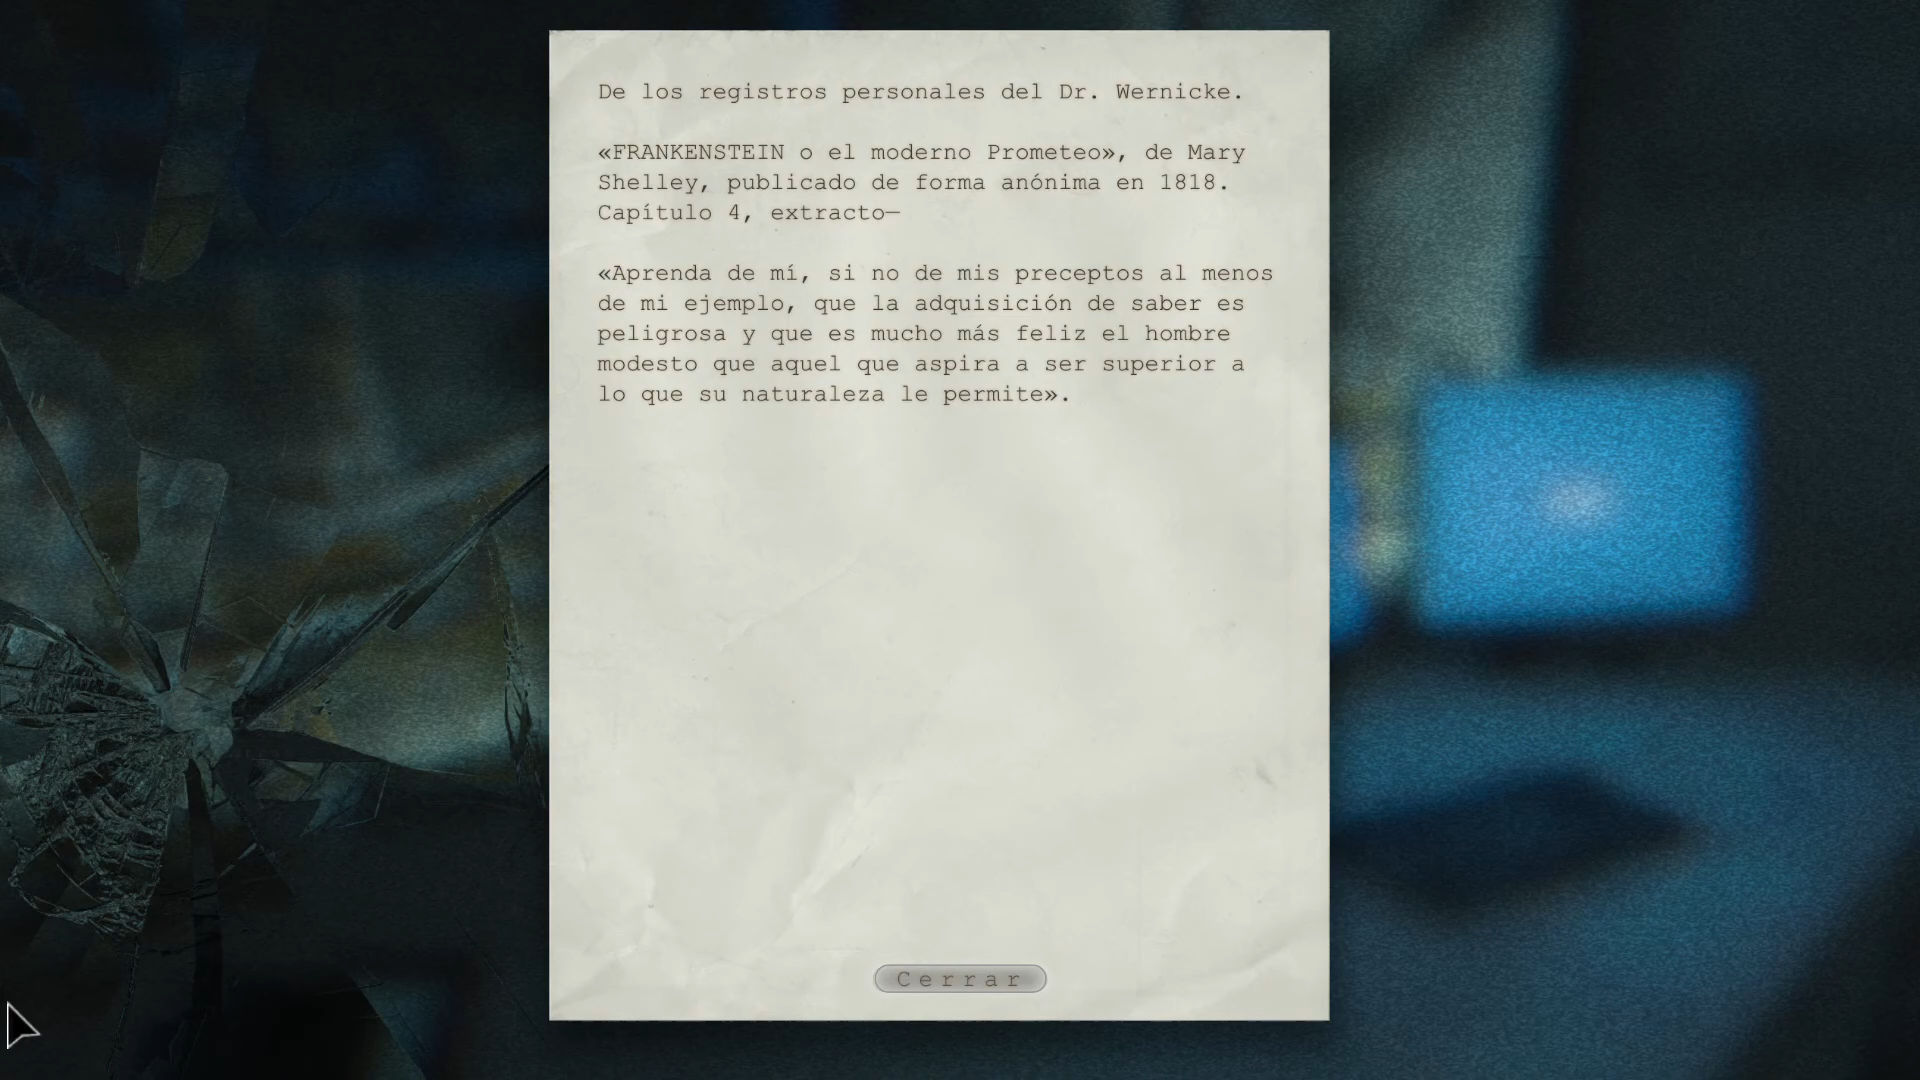 De los registros personales del Dr. Wernicke.
«FRANKENSTEIN o el moderno Prometeo», de Mary
Shelley, publicado de forma anónima en 1818.
Capítulo 4, extracto—
«Aprenda de mí, si no de mis preceptos al menos
de mi ejemplo, que la adquisición de saber es
peligrosa y que es mucho más feliz el hombre
modesto que aquel que aspira a ser superior a
lo que su naturaleza le permite».
Cerrar